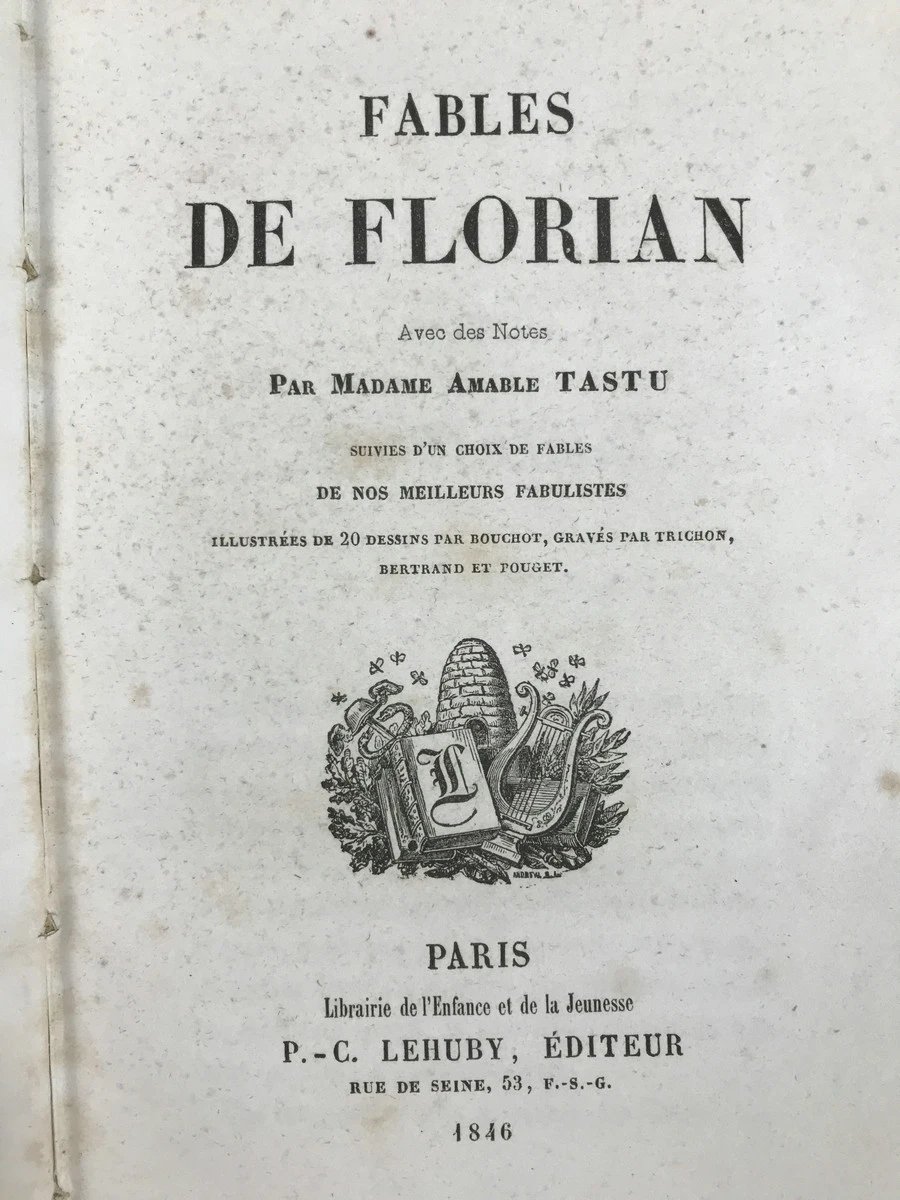 FABLES
DE FLORIAN
Avec des Notes
PAR MADAME AMABLE TASTU
SUIVIES D'UN CHOIX DE FABLES
DE NOS MEILLEURS FABULISTES
ILLUSTRÉES DE 20 DESSINS PAR BOUCHOT, GRAVÉS PAR TRICHON,
BERTRAND ET POUGET.
L
PARIS
Librairie de l'Enfance et de la Jeunesse
P.-C. LEHUBY, ÉDITEUR
RUE DE SEINE, 53, F.-S.-G.
1846